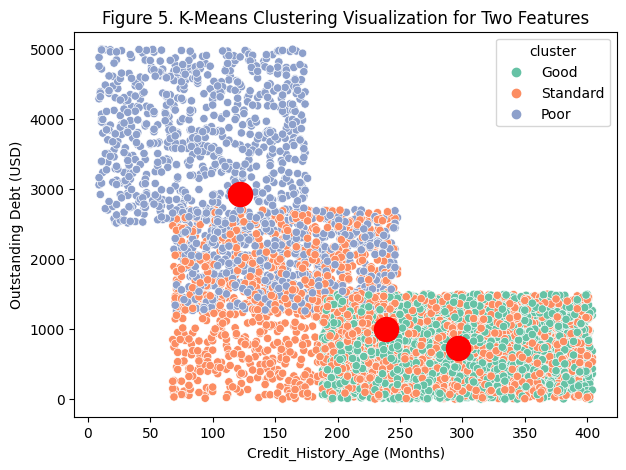 Figure 5. K-Means Clustering Visualization for Two Features
cluster
Good
Standard
Poor
5000
4000
3000
2000
1000
0
Outstanding Debt (USD)
0 50 100 150 200 250 300 350 400
Credit_History_Age (Months)